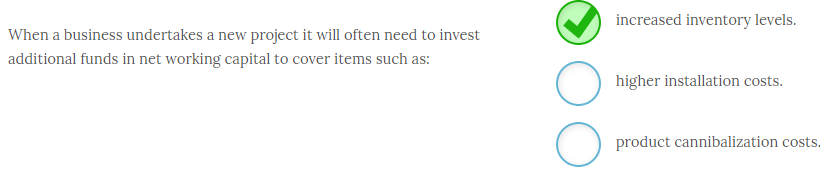 When a business undertakes a new project it will often need to invest
additional funds in net working capital to cover items such as:
increased inventory levels.
higher installation costs.
product cannibalization costs.